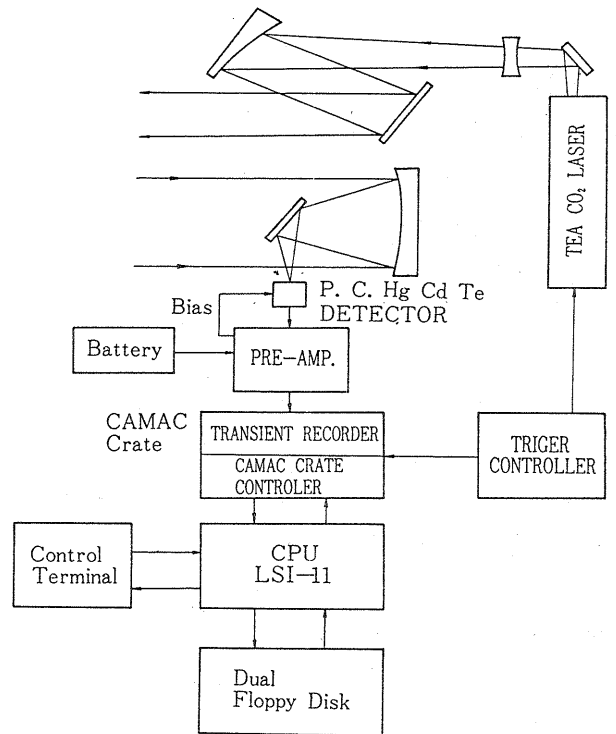 TEA CO₂ LASER
P. C. Hg Cd Te
DETECTOR
Bias
Battery
PRE-AMP.
CAMAC
Crate
TRANSIENT RECORDER
CAMAC CRATE
CONTROLER
TRIGER
CONTROLLER
Control
Terminal
CPU
LSI-11
Dual
Floppy Disk